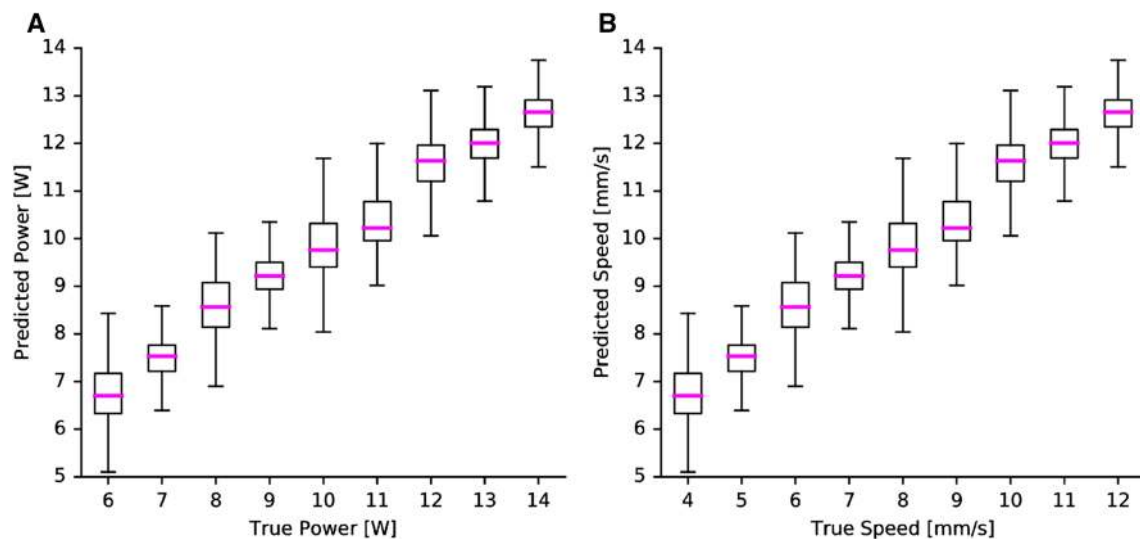 A
Predicted Power [W]
14
13
12
11
10
9
8
7
6
5
6 7 8 9 10 11 12 13 14
True Power [W]
B
Predicted Speed [mm/s]
14
13
12
11
10
9
8
7
6
5
4 5 6 7 8 9 10 11 12
True Speed [mm/s]